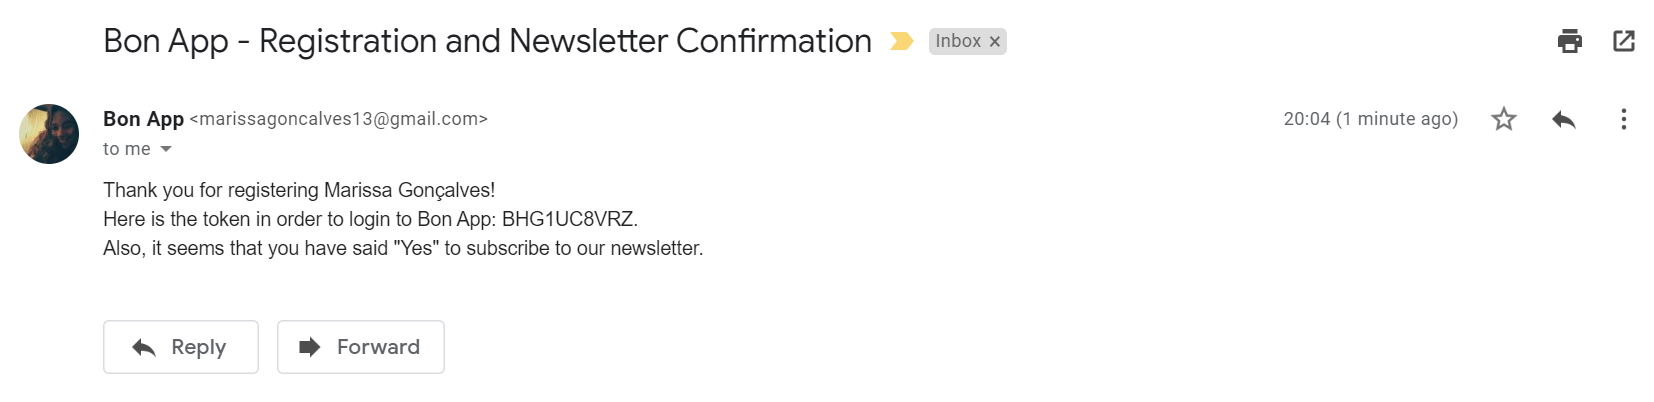 Bon App - Registration and Newsletter Confirmation
Inbox ×
Bon App <marissagoncalves13@gmail.com>
20:04 (1 minute ago)
to me
Thank you for registering Marissa Gonçalves!
Here is the token in order to login to Bon App: BHG1UC8VRZ.
Also, it seems that you have said "Yes" to subscribe to our newsletter.
Reply
Forward